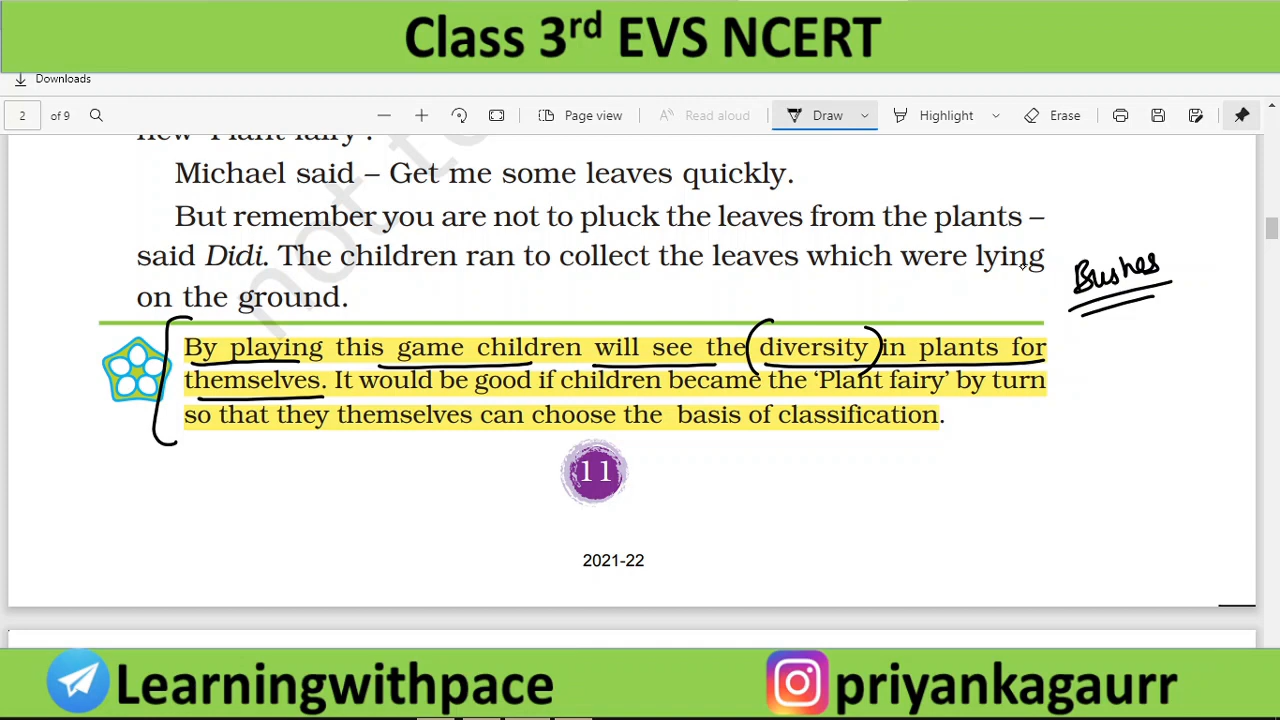 Class 3rd EVS NCERT
Downloads
2 of 9 Page view Read aloud Draw Highlight Erase
new 'Plant fairy'.
Michael said – Get me some leaves quickly.
But remember you are not to pluck the leaves from the plants –
said Didi. The children ran to collect the leaves which were lying
on the ground.
Bushes
By playing this game children will see the diversity in plants for
themselves. It would be good if children became the 'Plant fairy' by turn
so that they themselves can choose the basis of classification.
11
2021-22
Learningwithpace priyankagaurr